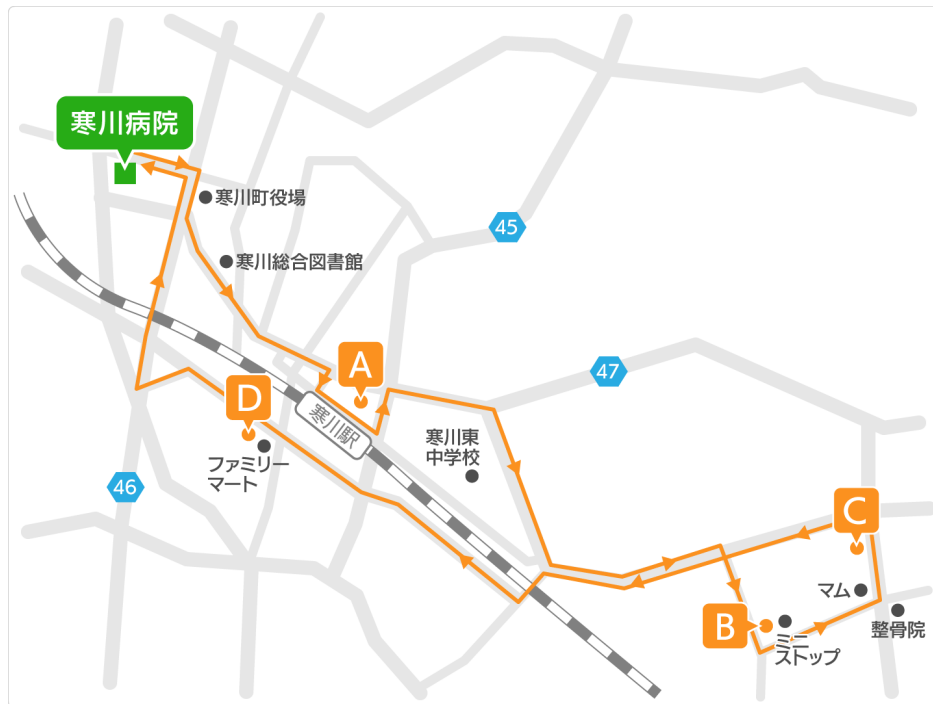 寒川病院
寒川町役場
45
寒川総合図書館
A
47
D
寒川駅
寒川東
中学校
ファミリー
マート
46
C
マム
B
ミニ
ストップ
整骨院